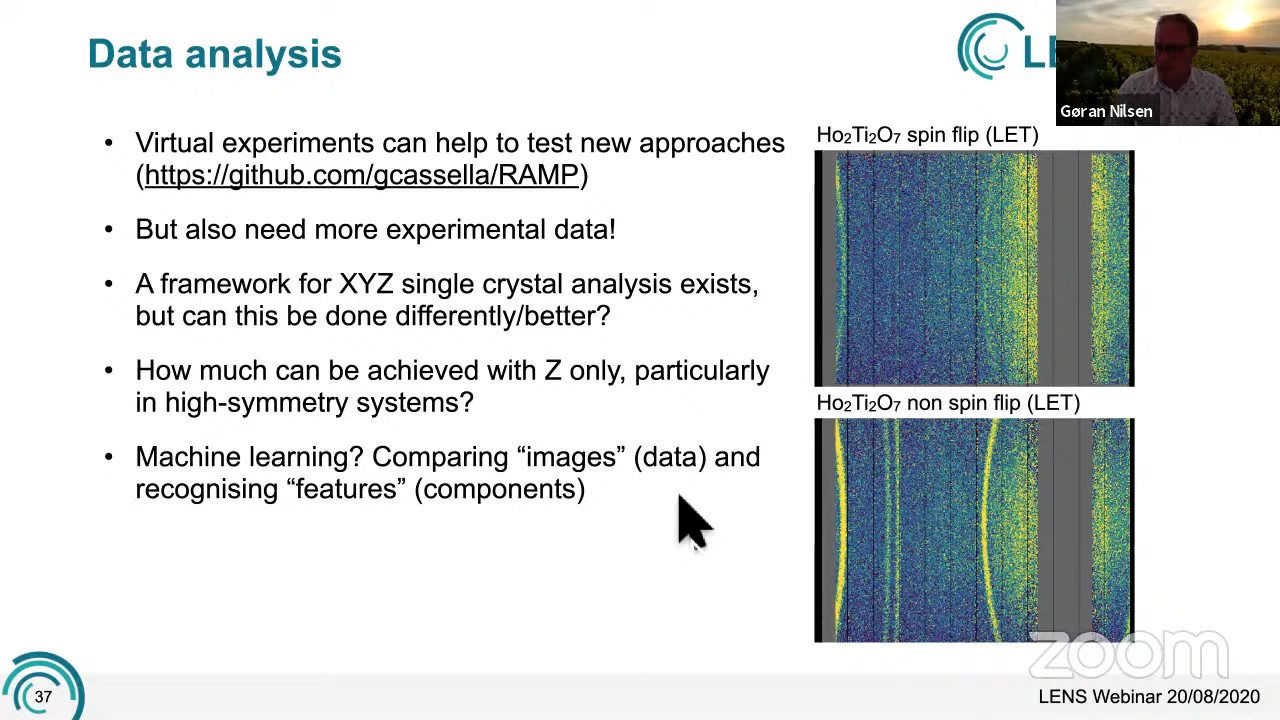 Data analysis
LE
Gøran Nilsen
• Virtual experiments can help to test new approaches
(https://github.com/gcassella/RAMP)
• But also need more experimental data!
• A framework for XYZ single crystal analysis exists,
but can this be done differently/better?
• How much can be achieved with Z only, particularly
in high-symmetry systems?
• Machine learning? Comparing “images” (data) and
recognising “features” (components)
Ho₂Ti₂O₇ spin flip (LET)
Ho₂Ti₂O₇ non spin flip (LET)
zoom
37
LENS Webinar 20/08/2020